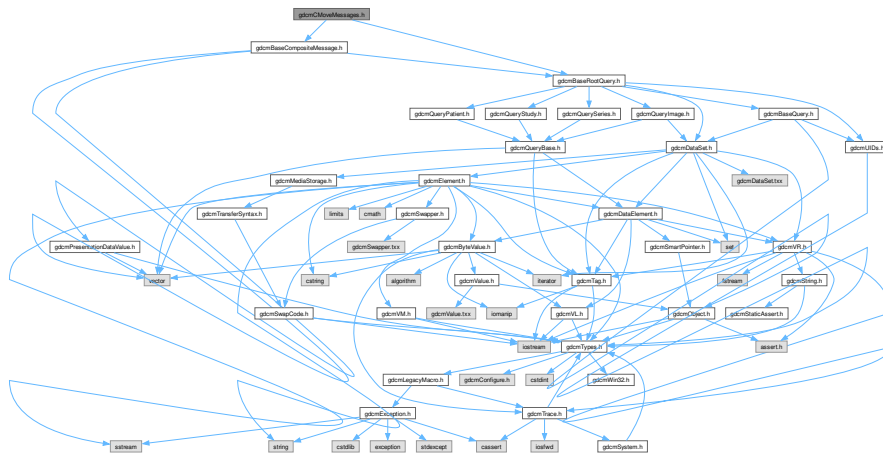 gdcmCMoveMessages.h
gdcmBaseCompositeMessage.h
gdcmBaseRootQuery.h
gdcmQueryPatient.h
gdcmQueryStudy.h
gdcmQuerySeries.h
gdcmQueryImage.h
gdcmBaseQuery.h
gdcmQueryBase.h
gdcmDataSet.h
gdcmUIDs.h
gdcmMediaStorage.h
gdcmElement.h
gdcmDataSet.txx
gdcmTransferSyntax.h
limits
cmath
gdcmSwapper.h
gdcmDataElement.h
gdcmPresentationDataValue.h
gdcmSwapper.txx
gdcmByteValue.h
gdcmSmartPointer.h
set
gdcmVR.h
vector
cstring
algorithm
gdcmValue.h
iterator
gdcmTag.h
fstream
gdcmString.h
gdcmSwapCode.h
gdcmVM.h
gdcmValue.txx
iomanip
gdcmVL.h
gdcmObject.h
gdcmStaticAssert.h
iostream
gdcmTypes.h
assert.h
gdcmLegacyMacro.h
gdcmConfigure.h
cstdint
gdcmWin32.h
gdcmException.h
gdcmTrace.h
sstream
string
cstdlib
exception
stdexcept
cassert
iosfwd
gdcmSystem.h